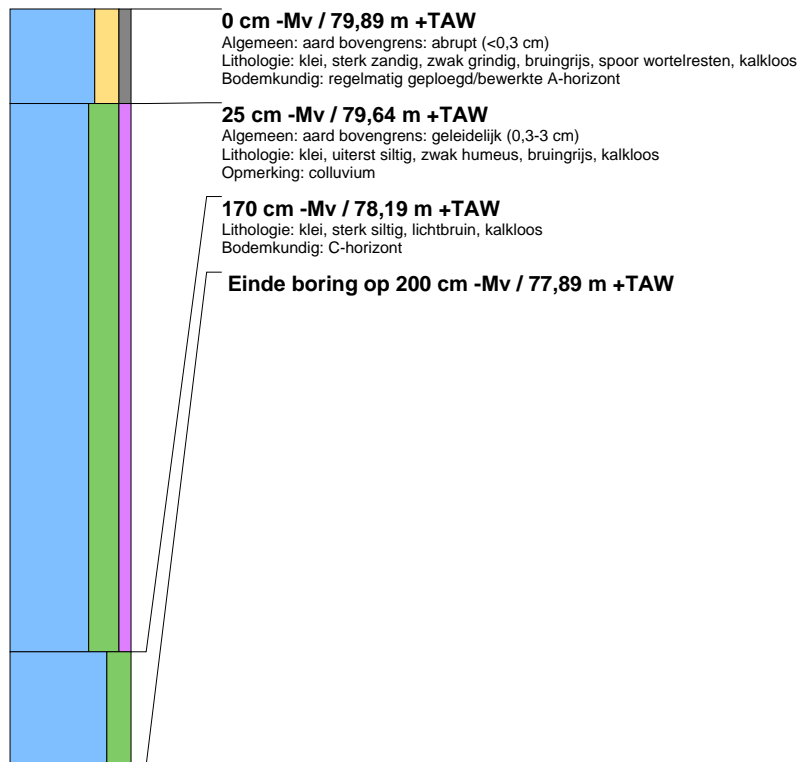 0 cm -Mv / 79,89 m +TAW
Algemeen: aard bovengrens: abrupt (<0,3 cm)
Lithologie: klei, sterk zandig, zwak grindig, bruingrijs, spoor wortelresten, kalkloos
Bodemkundig: regelmatig geploegd/bewerkte A-horizont
25 cm -Mv / 79,64 m +TAW
Algemeen: aard bovengrens: geleidelijk (0,3-3 cm)
Lithologie: klei, uiterst siltig, zwak humeus, bruingrijs, kalkloos
Opmerking: colluvium
170 cm -Mv / 78,19 m +TAW
Lithologie: klei, sterk siltig, lichtbruin, kalkloos
Bodemkundig: C-horizont
Einde boring op 200 cm -Mv / 77,89 m +TAW